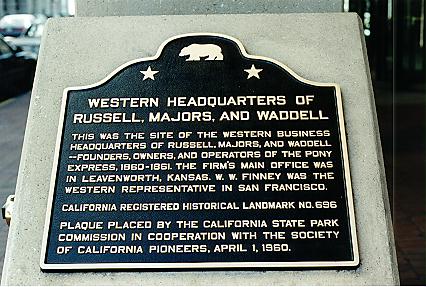 WESTERN HEADQUARTERS OF
RUSSELL, MAJORS, AND WADDELL
THIS WAS THE SITE OF THE WESTERN BUSINESS
HEADQUARTERS OF RUSSELL, MAJORS, AND WADDELL
--FOUNDERS, OWNERS, AND OPERATORS OF THE PONY
EXPRESS, 1860-1861. THE FIRM'S MAIN OFFICE WAS
IN LEAVENWORTH, KANSAS. W. W. FINNEY WAS THE
WESTERN REPRESENTATIVE IN SAN FRANCISCO.
CALIFORNIA REGISTERED HISTORICAL LANDMARK NO. 696
PLAQUE PLACED BY THE CALIFORNIA STATE PARK
COMMISSION IN COOPERATION WITH THE SOCIETY
OF CALIFORNIA PIONEERS, APRIL 1, 1960.